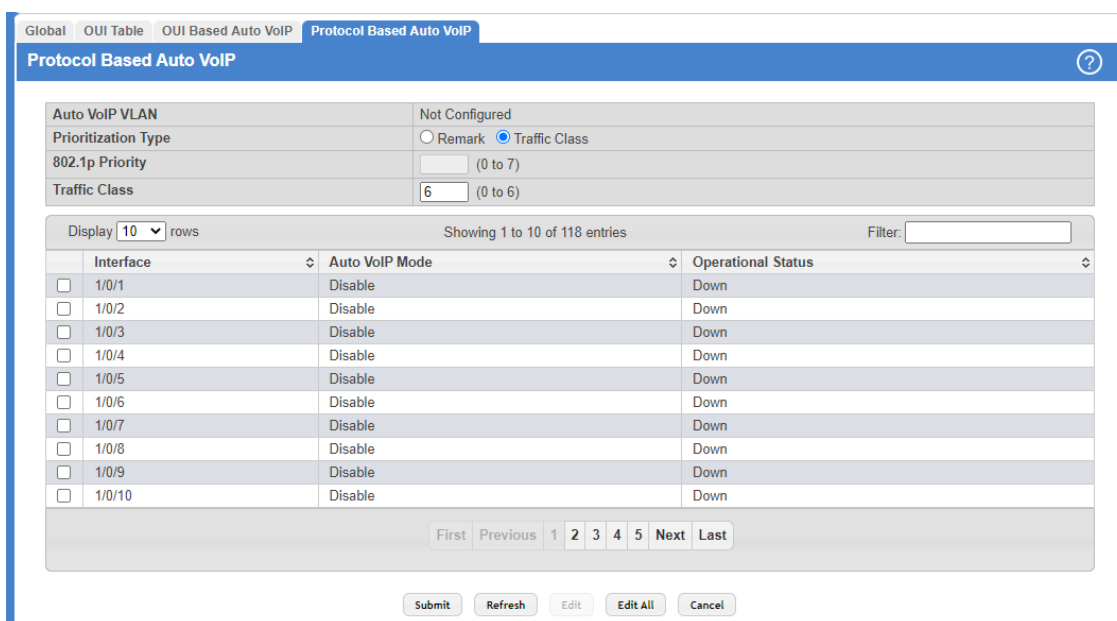 Global OUI Table OUI Based Auto VoIP Protocol Based Auto VoIP
Protocol Based Auto VoIP ?
Auto VoIP VLAN Not Configured
Prioritization Type Remark Traffic Class
802.1p Priority (0 to 7)
Traffic Class 6 (0 to 6)
Display 10 rows Showing 1 to 10 of 118 entries Filter:
Interface Auto VoIP Mode Operational Status
1/0/1 Disable Down
1/0/2 Disable Down
1/0/3 Disable Down
1/0/4 Disable Down
1/0/5 Disable Down
1/0/6 Disable Down
1/0/7 Disable Down
1/0/8 Disable Down
1/0/9 Disable Down
1/0/10 Disable Down
First Previous 1 2 3 4 5 Next Last
Submit Refresh Edit Edit All Cancel